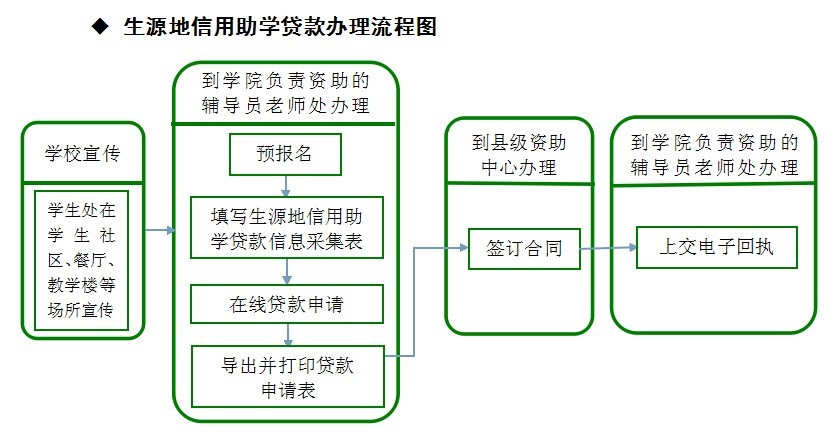 ◆ 生源地信用助学贷款办理流程图
学校宣传
学生处在
学生社
区、餐厅、
教学楼等
场所宣传
到学院负责资助的
辅导员老师处办理
预报名
填写生源地信用助
学贷款信息采集表
在线贷款申请
导出并打印贷款
申请表
到县级资助
中心办理
签订合同
到学院负责资助的
辅导员老师处办理
上交电子回执